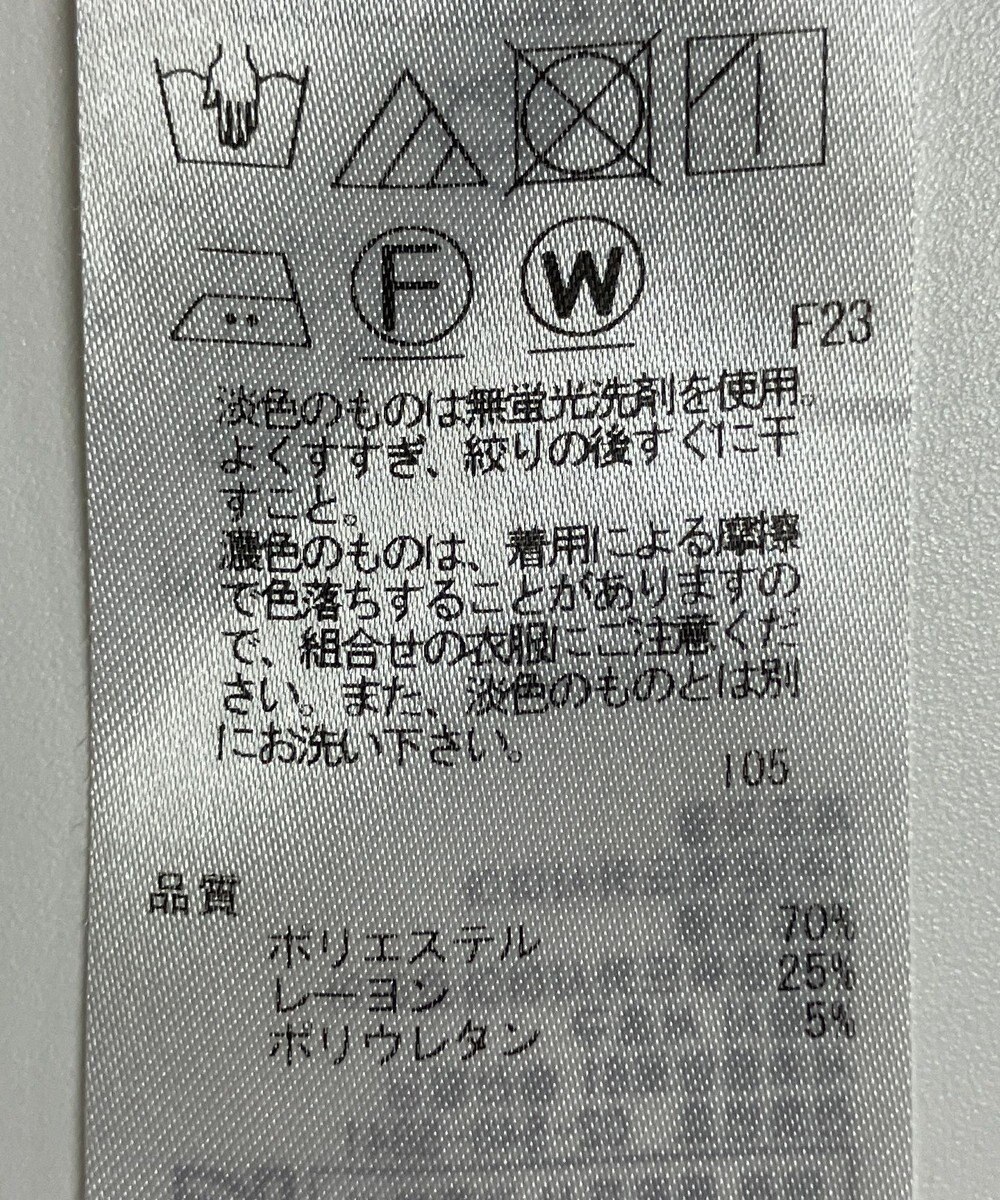 F
W
F23
淡色のものは無蛍光洗剤を使用。
よくすすぎ、絞りの後すぐに干
すこと。
濃色のものは、着用による摩擦
で色落ちすることがありますの
で、組合せの衣服にご注意くだ
さい。また、淡色のものとは別
にお洗い下さい。
105
品質
ポリエステル 70%
レーヨン 25%
ポリウレタン 5%